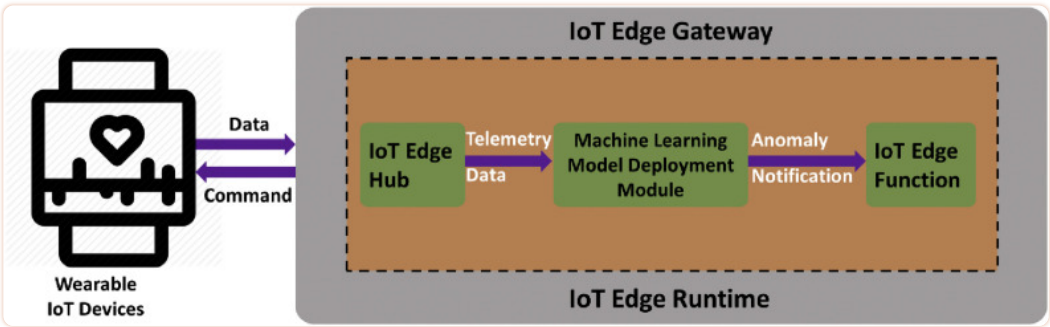 IoT Edge Gateway
Data
Command
Wearable
IoT Devices
IoT Edge
Hub
Telemetry
Data
Machine Learning
Model Deployment
Module
Anomaly
Notification
IoT Edge
Function
IoT Edge Runtime